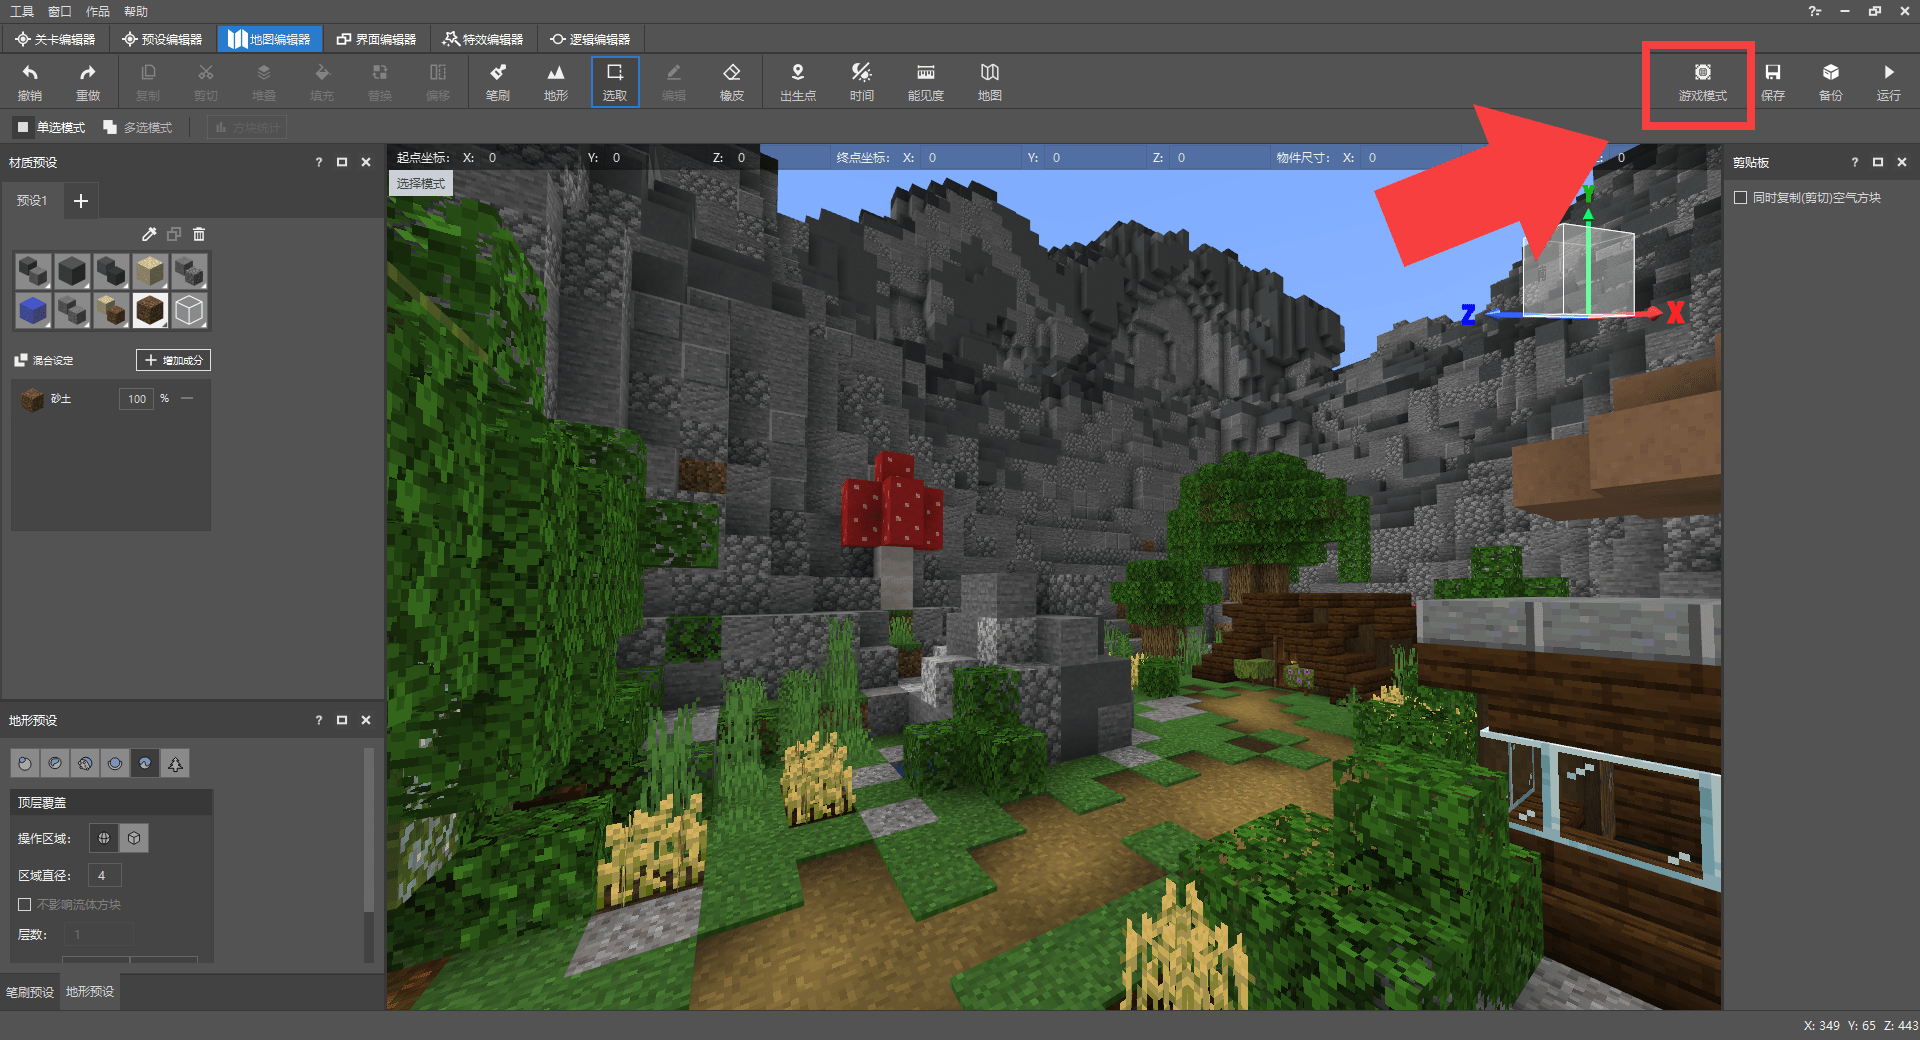 工具 窗口 作品 帮助
关卡编辑器 预设编辑器 地图编辑器 界面编辑器 特效编辑器 逻辑编辑器
撤销 重做 复制 剪切 堆叠 填充 替换 偏移 笔刷 地形 选取 编辑 橡皮 出生点 时间 能见度 地图 游戏模式 保存 备份 运行
单选模式 多选模式 方块统计
材质预设 ?
起点坐标: X: 0 Y: 0 Z: 0 终点坐标: X: 0 Y: 0 Z: 0 物件尺寸: X: 0 Z: 0
剪贴板 ?
选择模式
预设1 +
同时复制(剪切)空气方块
Y
Z X
混合设定 + 增加成分
砂土 100 %
地形预设 ?
顶层覆盖
操作区域:
区域直径: 4
不影响流体方块
层数: 1
笔刷预设 地形预设
X: 349 Y: 65 Z: 443